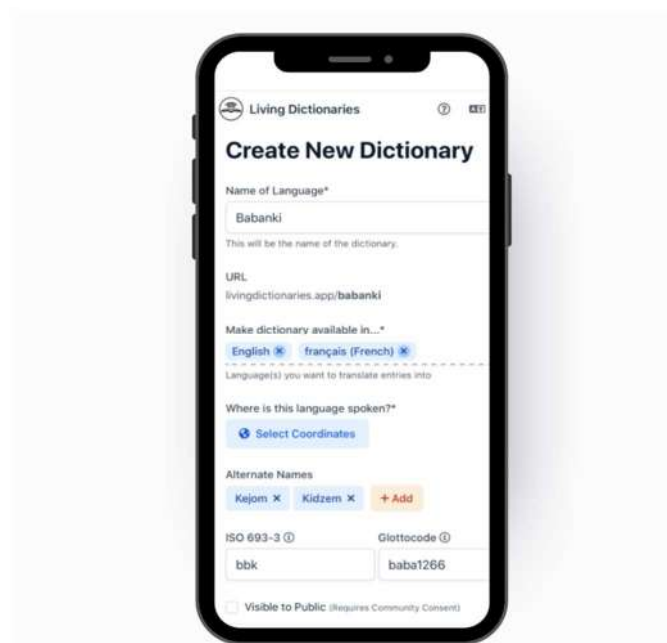 Living Dictionaries
Create New Dictionary
Name of Language*
Babanki
This will be the name of the dictionary.
URL
livingdictionaries.app/babanki
Make dictionary available in...*
English français (French)
Language(s) you want to translate entries into
Where is this language spoken?*
Select Coordinates
Alternate Names
Kejom × Kidzem × + Add
ISO 693-3 Glottocode
bbk baba1266
Visible to Public (Requires Community Consent)